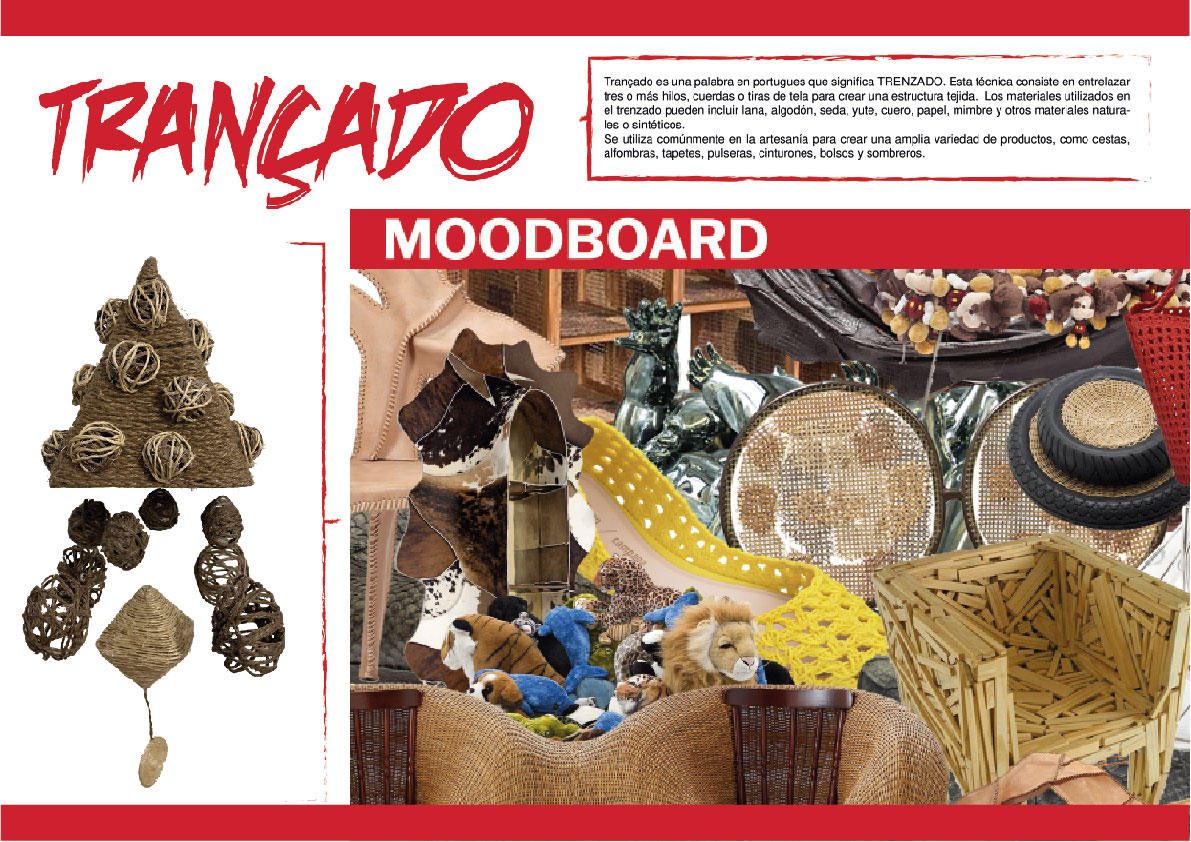 TRANÇADO
Trançado es una palabra en portugues que significa TRENZADO. Esta técnica consiste en entrelazar
tres o más hilos, cuerdas o tiras de tela para crear una estructura tejida. Los materiales utilizados en
el trenzado pueden incluir lana, algodón, seda, yute, cuero, papel, mimbre y otros materiales natura-
les o sintéticos.
Se utiliza comúnmente en la artesanía para crear una amplia variedad de productos, como cestas,
alfombras, tapetes, pulseras, cinturones, bolsos y sombreros.
MOODBOARD